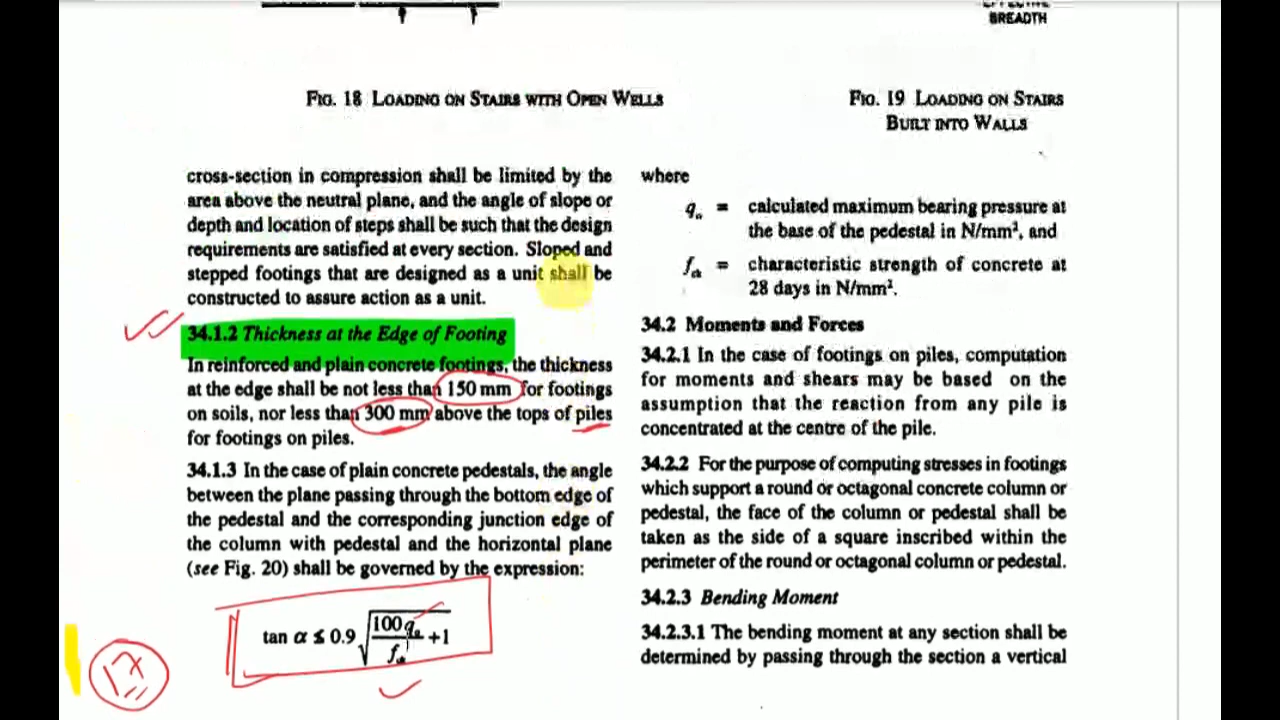 EFFECTIVE
BREADTH
FIG. 18 LOADING ON STAIRS WITH OPEN WELLS
FIG. 19 LOADING ON STAIRS
BUILT INTO WALLS
cross-section in compression shall be limited by the
area above the neutral plane, and the angle of slope or
depth and location of steps shall be such that the design
requirements are satisfied at every section. Sloped and
stepped footings that are designed as a unit shall be
constructed to assure action as a unit.
34.1.2 Thickness at the Edge of Footing
In reinforced and plain concrete footings, the thickness
at the edge shall be not less than 150 mm for footings
on soils, nor less than 300 mm above the tops of piles
for footings on piles.
34.1.3 In the case of plain concrete pedestals, the angle
between the plane passing through the bottom edge of
the pedestal and the corresponding junction edge of
the column with pedestal and the horizontal plane
(see Fig. 20) shall be governed by the expression:
tan α ≤ 0.9 √(100 qₒ / f_ck + 1)
17
where
qₒ = calculated maximum bearing pressure at
the base of the pedestal in N/mm², and
f_ck = characteristic strength of concrete at
28 days in N/mm².
34.2 Moments and Forces
34.2.1 In the case of footings on piles, computation
for moments and shears may be based on the
assumption that the reaction from any pile is
concentrated at the centre of the pile.
34.2.2 For the purpose of computing stresses in footings
which support a round or octagonal concrete column or
pedestal, the face of the column or pedestal shall be
taken as the side of a square inscribed within the
perimeter of the round or octagonal column or pedestal.
34.2.3 Bending Moment
34.2.3.1 The bending moment at any section shall be
determined by passing through the section a vertical